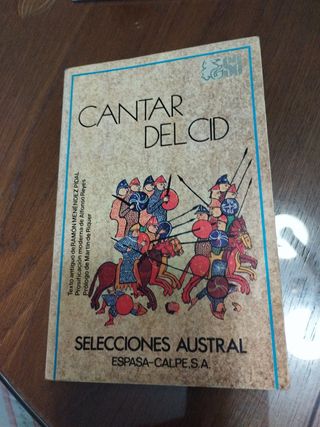 CANTAR
DEL CID
Texto antiguo de RAMÓN MENÉNDEZ PIDAL
Prosificación moderna de Alfonso Reyes
Prólogo de Martín de Riquer
SELECCIONES AUSTRAL
ESPASA-CALPE, S.A.